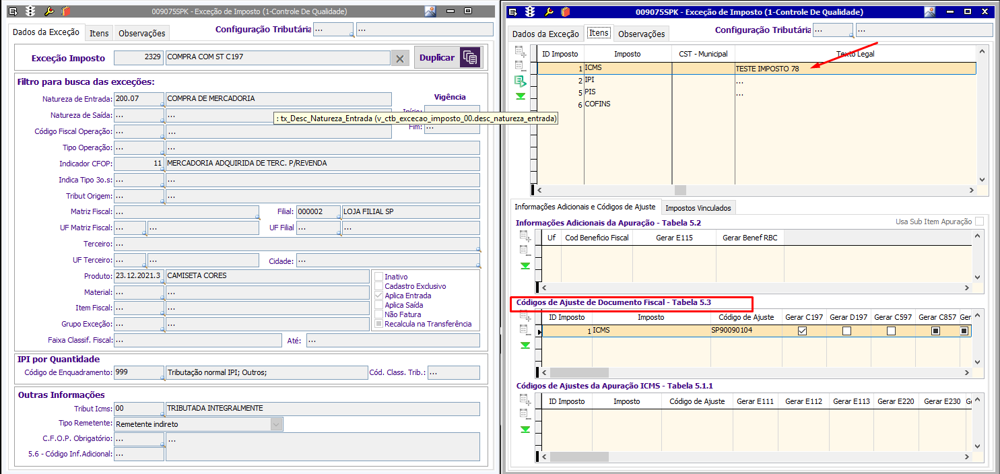 009075SPK - Exceção de Imposto (1-Controle De Qualidade)
Dados da Exceção Itens Observações Configuração Tributária ... ...
Exceção Imposto 2329 COMPRA COM ST C197 Duplicar
Filtro para busca das exceções:
Natureza de Entrada: 200.07 COMPRA DE MERCADORIA Vigência
Natureza de Saída: ... ...
: tx_Desc_Natureza_Entrada (v_ctb_excecao_imposto_00.desc_natureza_entrada)
Código Fiscal Operação: ... ... Fim: ...
Tipo Operação: ... ...
Indicador CFOP: 11 MERCADORIA ADQUIRIDA DE TERC. P/REVENDA
Indica Tipo 3o.s: ... ...
Tribut Origem: ... ...
Matriz Fiscal: ... Filial: 000002 LOJA FILIAL SP
UF Matriz Fiscal: ... ... UF Filial ... ...
Terceiro: ...
UF Terceiro: ... ... Cidade: ...
Produto: 23.12.2021.3 CAMISETA CORES
Material: ... ...
Item Fiscal: ... ...
Grupo Exceção: ... ...
Inativo
Cadastro Exclusivo
Aplica Entrada
Aplica Saída
Não Fatura
Recalcula na Transferência
Faixa Classif. Fiscal: ... Até: ...
IPI por Quantidade
Código de Enquadramento: 999 Tributação normal IPI; Outros; Cód. Class. Trib.: ...
Outras Informações
Tribut Icms: 00 TRIBUTADA INTEGRALMENTE
Tipo Remetente: Remetente indireto
C.F.O.P. Obrigatório: ... ...
5.6 - Código Inf.Adicional: ...
009075SPK - Exceção de Imposto (1-Controle De Qualidade)
Dados da Exceção Itens Observações Configuração Tributária ... ...
ID Imposto Imposto CST - Municipal Texto Legal
1 ICMS TESTE IMPOSTO 78
2 IPI ...
5 PIS ...
6 COFINS
Informações Adicionais e Códigos de Ajuste Impostos Vinculados
Informações Adicionais da Apuração - Tabela 5.2 Usa Sub Item Apuração
Uf Cod Beneficio Fiscal Gerar E115 Gerar Benef RBC
Códigos de Ajuste de Documento Fiscal - Tabela 5.3
ID Imposto Imposto Código de Ajuste Gerar C197 Gerar D197 Gerar C597 Gerar C857 Ger
1 ICMS SP90090104
Códigos de Ajustes da Apuração ICMS - Tabela 5.1.1
ID Imposto Imposto Código de Ajuste Gerar E111 Gerar E112 Gerar E113 Gerar E220 Gerar E230